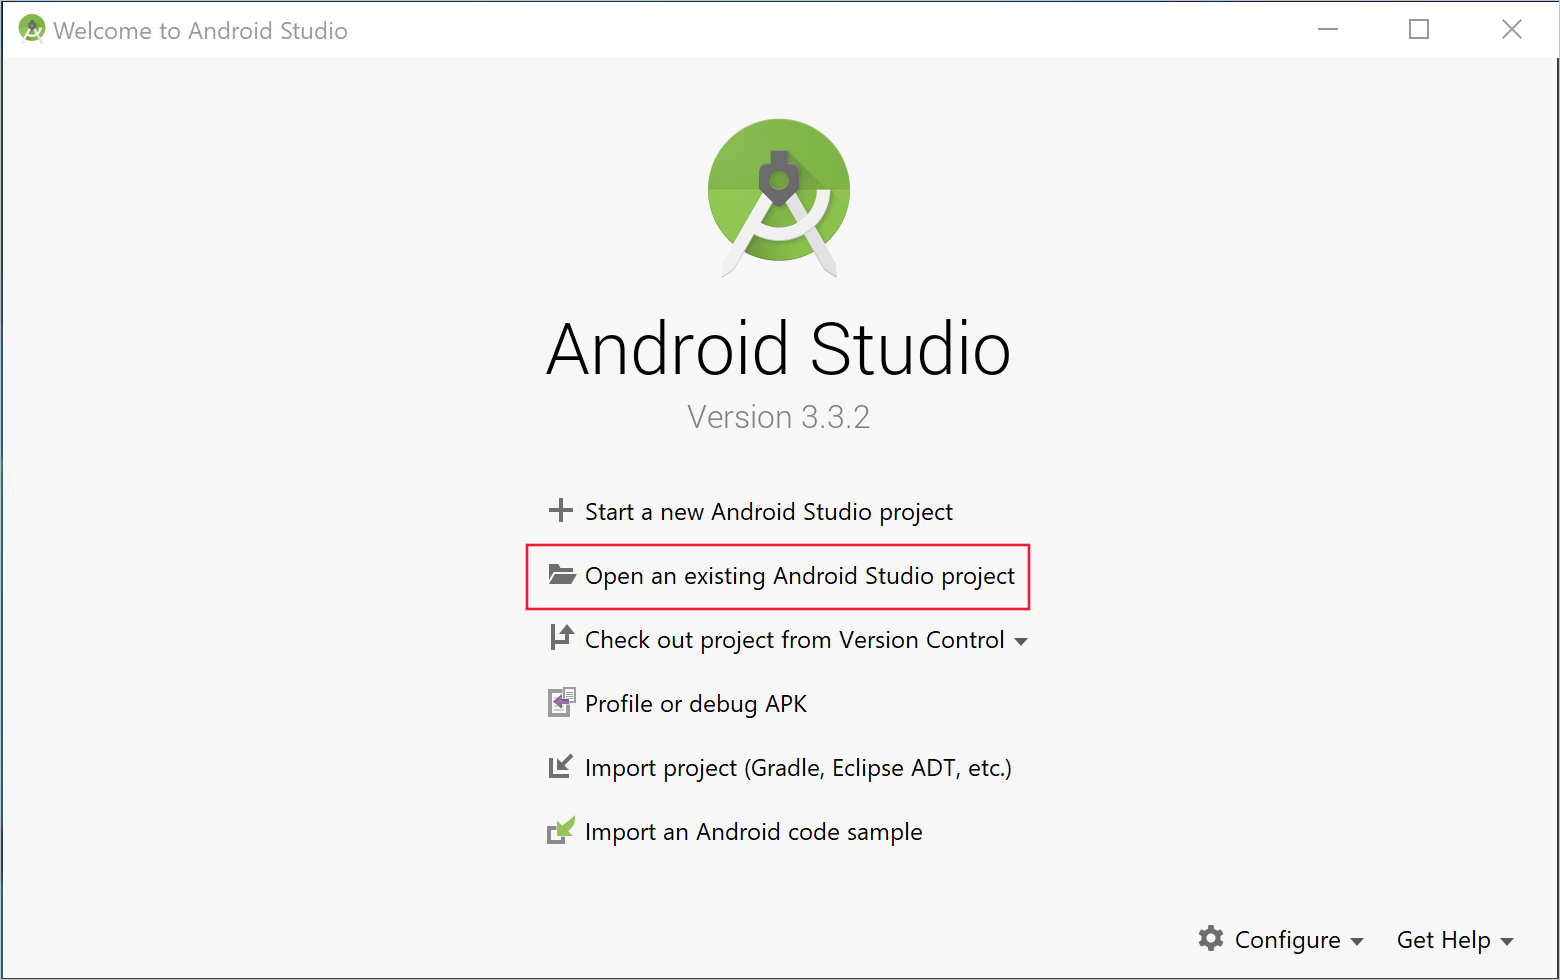 Welcome to Android Studio
Android Studio
Version 3.3.2
Start a new Android Studio project
Open an existing Android Studio project
Check out project from Version Control
Profile or debug APK
Import project (Gradle, Eclipse ADT, etc.)
Import an Android code sample
Configure Get Help